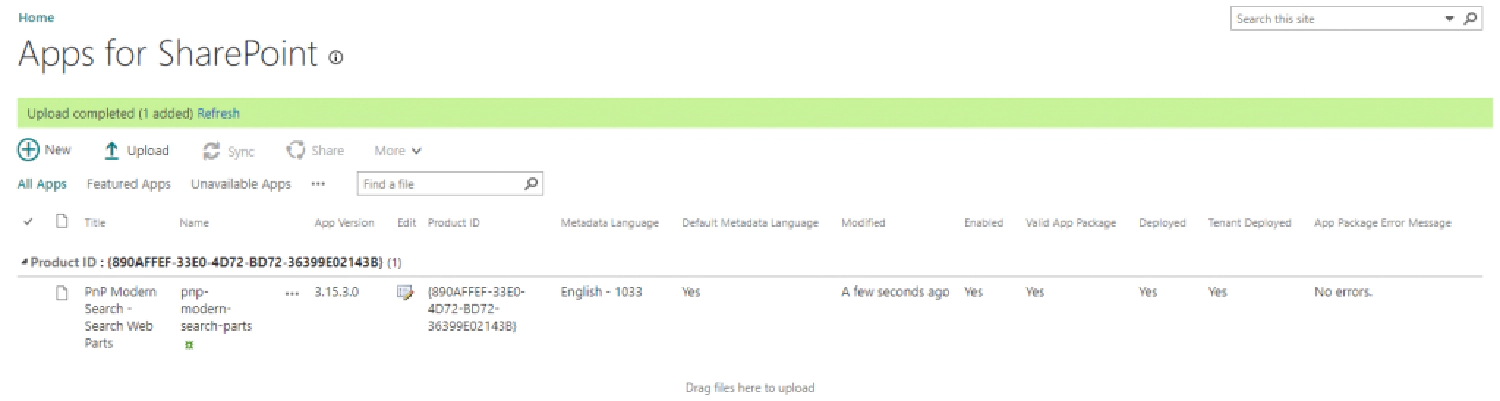 Home
Search this site
Apps for SharePoint
Upload completed (1 added) Refresh
New Upload Sync Share More
All Apps Featured Apps Unavailable Apps ••• Find a file
Title Name App Version Edit Product ID Metadata Language Default Metadata Language Modified Enabled Valid App Package Deployed Tenant Deployed App Package Error Message
Product ID : {890AFFEF-33E0-4D72-BD72-36399E02143B} (1)
PnP Modern pnp- ••• 3.15.3.0 {890AFFEF-33E0- English - 1033 Yes A few seconds ago Yes Yes Yes Yes No errors.
Search - modern- 4D72-BD72-
Search Web search-parts 36399E02143B}
Parts
Drag files here to upload